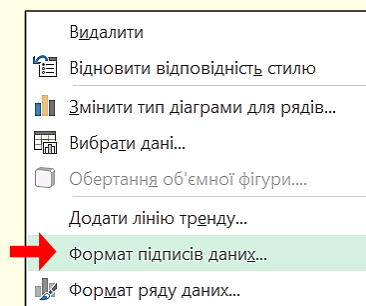 Видалити
Відновити відповідність стилю
Змінити тип діаграми для рядів...
Вибрати дані...
Обертання об'ємної фігури....
Додати лінію тренду...
Формат підписів даних...
Формат ряду даних...